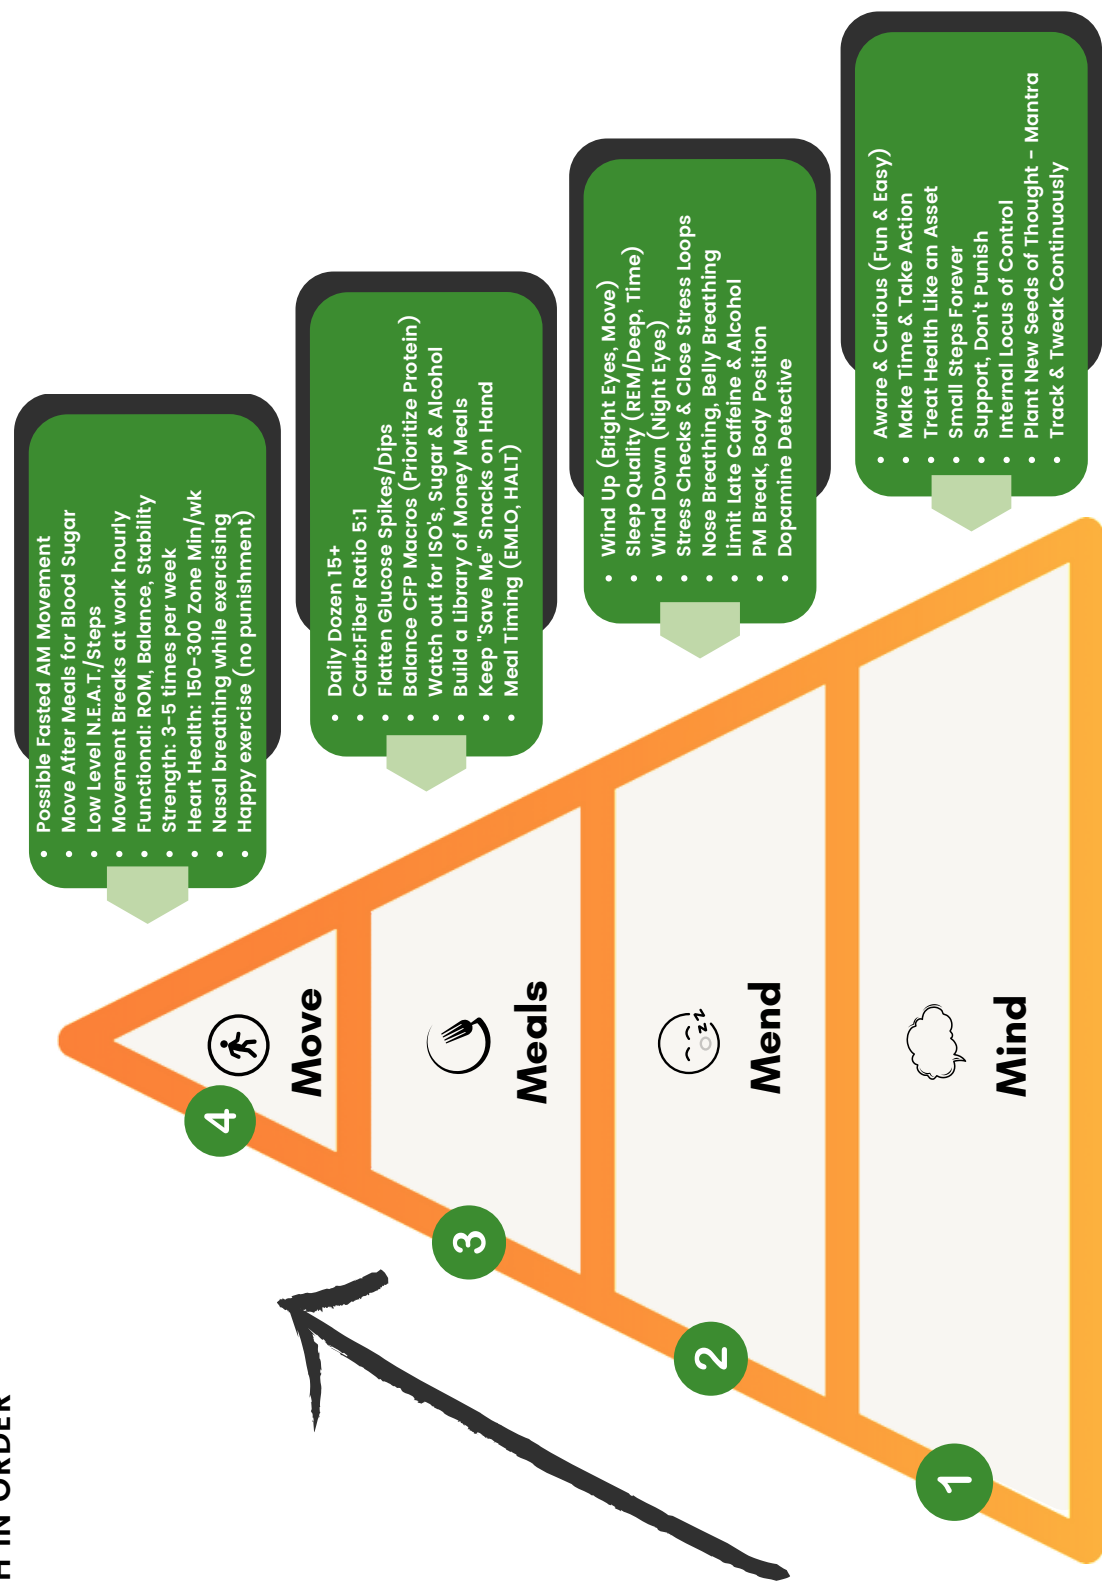 H IN ORDER
4
Move
• Possible Fasted AM Movement
• Move After Meals for Blood Sugar
• Low Level N.E.A.T./Steps
• Movement Breaks at work hourly
• Functional: ROM, Balance, Stability
• Strength: 3-5 times per week
• Heart Health: 150-300 Zone Min/wk
• Nasal breathing while exercising
• Happy exercise (no punishment)
3
Meals
• Daily Dozen 15+
• Carb:Fiber Ratio 5:1
• Flatten Glucose Spikes/Dips
• Balance CFP Macros (Prioritize Protein)
• Watch out for ISO's, Sugar & Alcohol
• Build a Library of Money Meals
• Keep "Save Me" Snacks on Hand
• Meal Timing (EMLO, HALT)
2
zzz
Mend
• Wind Up (Bright Eyes, Move)
• Sleep Quality (REM/Deep, Time)
• Wind Down (Night Eyes)
• Stress Checks & Close Stress Loops
• Nose Breathing, Belly Breathing
• Limit Late Caffeine & Alcohol
• PM Break, Body Position
• Dopamine Detective
1
Mind
• Aware & Curious (Fun & Easy)
• Make Time & Take Action
• Treat Health Like an Asset
• Small Steps Forever
• Support, Don't Punish
• Internal Locus of Control
• Plant New Seeds of Thought - Mantra
• Track & Tweak Continuously